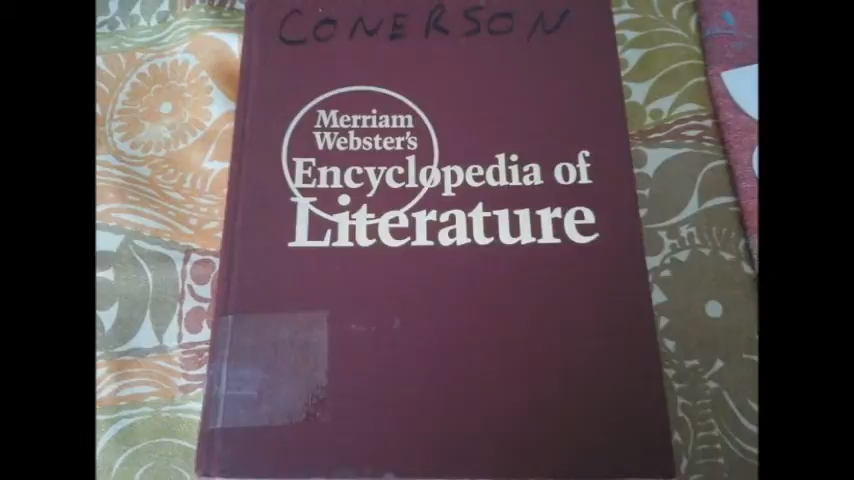 CONERSON
Merriam
Webster's
Encyclopedia of
Literature